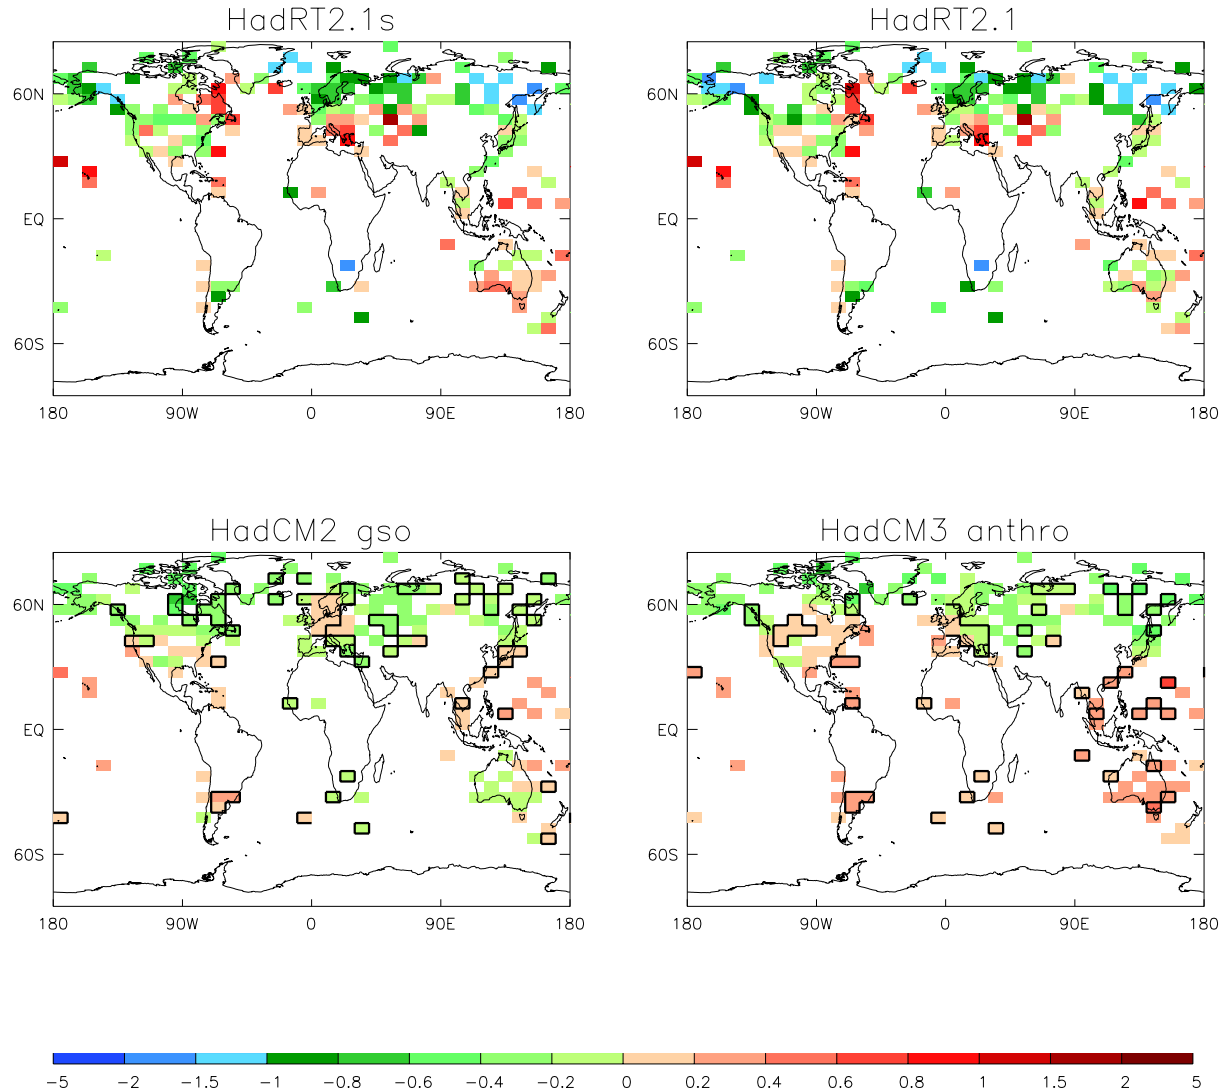 HadRT2.1s HadRT2.1
60N 60N
EQ EQ
60S 60S
180 90W 0 90E 180 180 90W 0 90E 180
HadCM2 gso HadCM3 anthro
60N 60N
EQ EQ
60S 60S
180 90W 0 90E 180 180 90W 0 90E 180
-5 -2 -1.5 -1 -0.8 -0.6 -0.4 -0.2 0 0.2 0.4 0.6 0.8 1 1.5 2 5